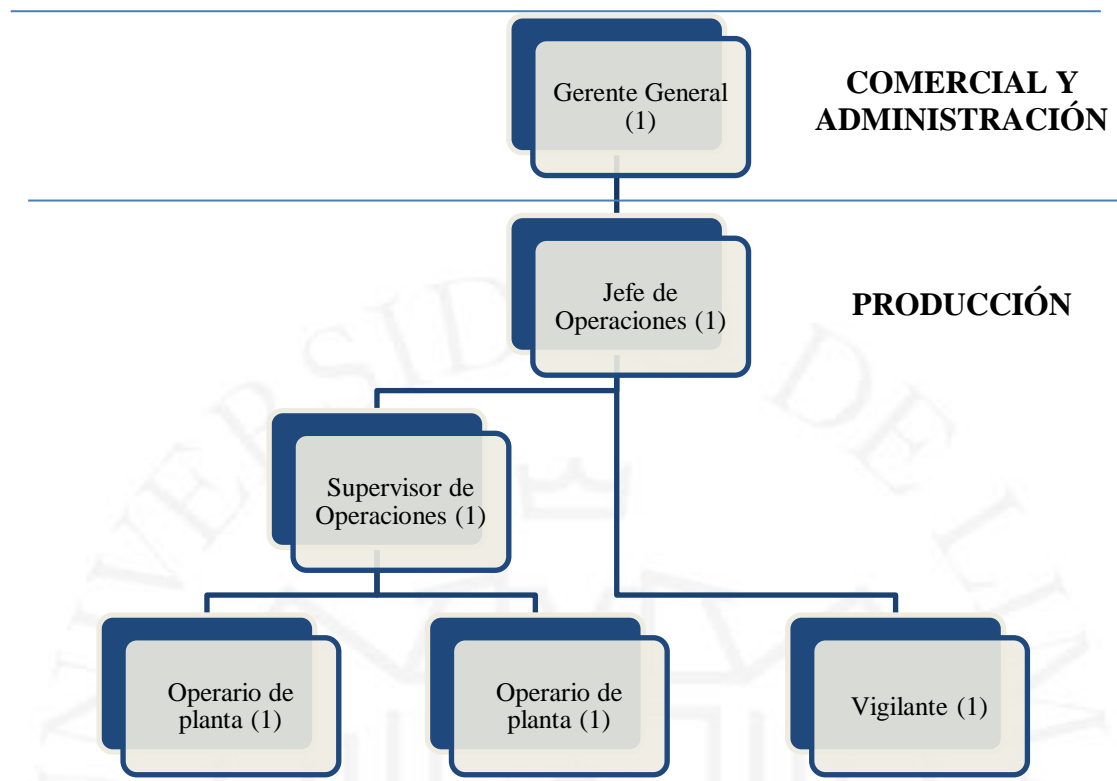 Gerente General
(1)
COMERCIAL Y
ADMINISTRACIÓN
Jefe de
Operaciones (1)
PRODUCCIÓN
Supervisor de
Operaciones (1)
Operario de
planta (1)
Operario de
planta (1)
Vigilante (1)